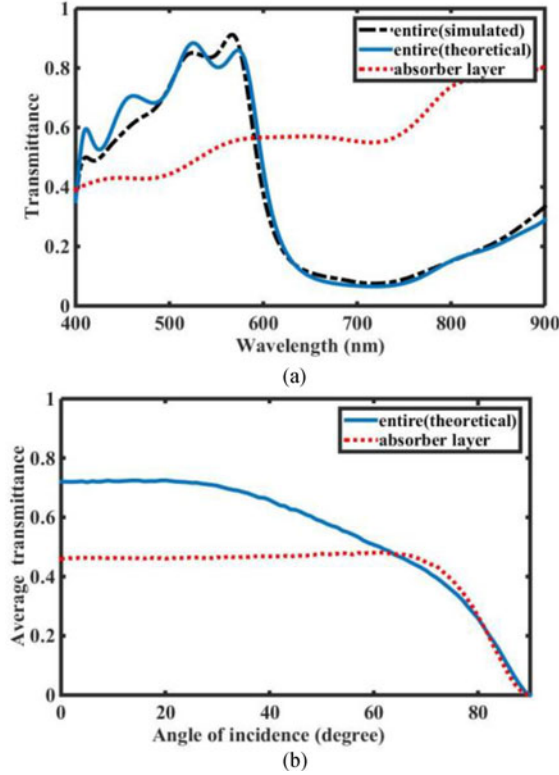 1
0.8
0.6
0.4
0.2
0
Transmittance
entire(simulated)
entire(theoretical)
absorber layer
400 500 600 700 800 900
Wavelength (nm)
(a)
1
0.8
0.6
0.4
0.2
0
Average transmittance
entire(theoretical)
absorber layer
0 20 40 60 80
Angle of incidence (degree)
(b)